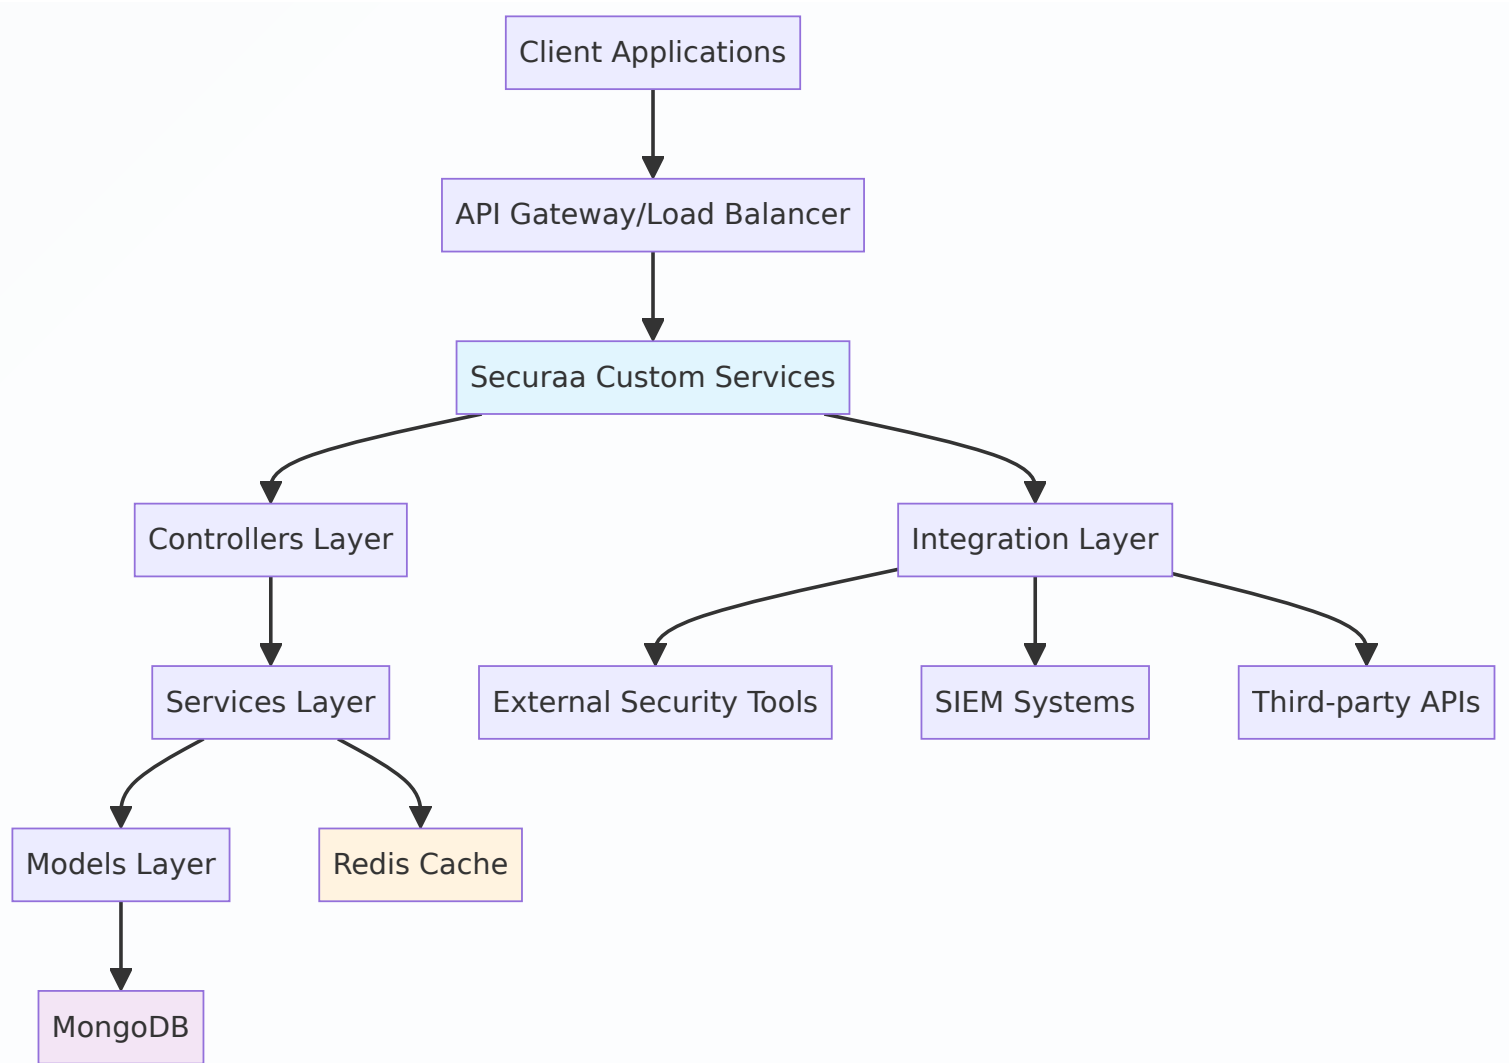 Client Applications
API Gateway/Load Balancer
Securaa Custom Services
Controllers Layer
Integration Layer
Services Layer
External Security Tools
SIEM Systems
Third-party APIs
Models Layer
Redis Cache
MongoDB